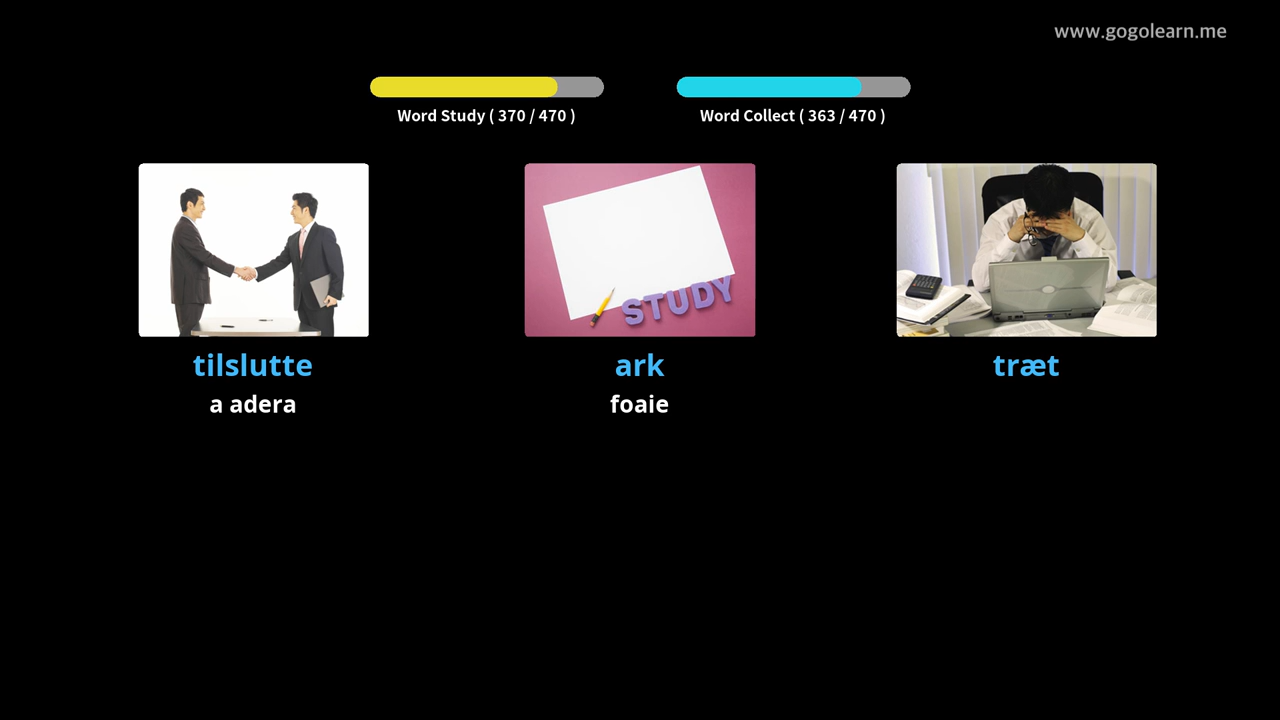 www.gogolearn.me
Word Study ( 370 / 470 )
Word Collect ( 363 / 470 )
STUDY
tilslutte
ark
træt
a adera
foaie